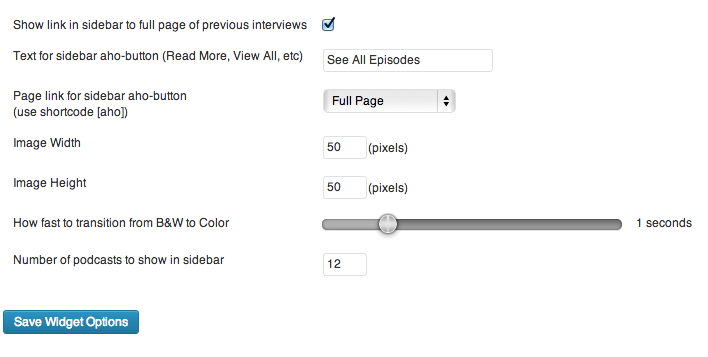 Show link in sidebar to full page of previous interviews
Text for sidebar aho-button (Read More, View All, etc) See All Episodes
Page link for sidebar aho-button Full Page
(use shortcode [aho])
Image Width 50 (pixels)
Image Height 50 (pixels)
How fast to transition from B&W to Color 1 seconds
Number of podcasts to show in sidebar 12
Save Widget Options